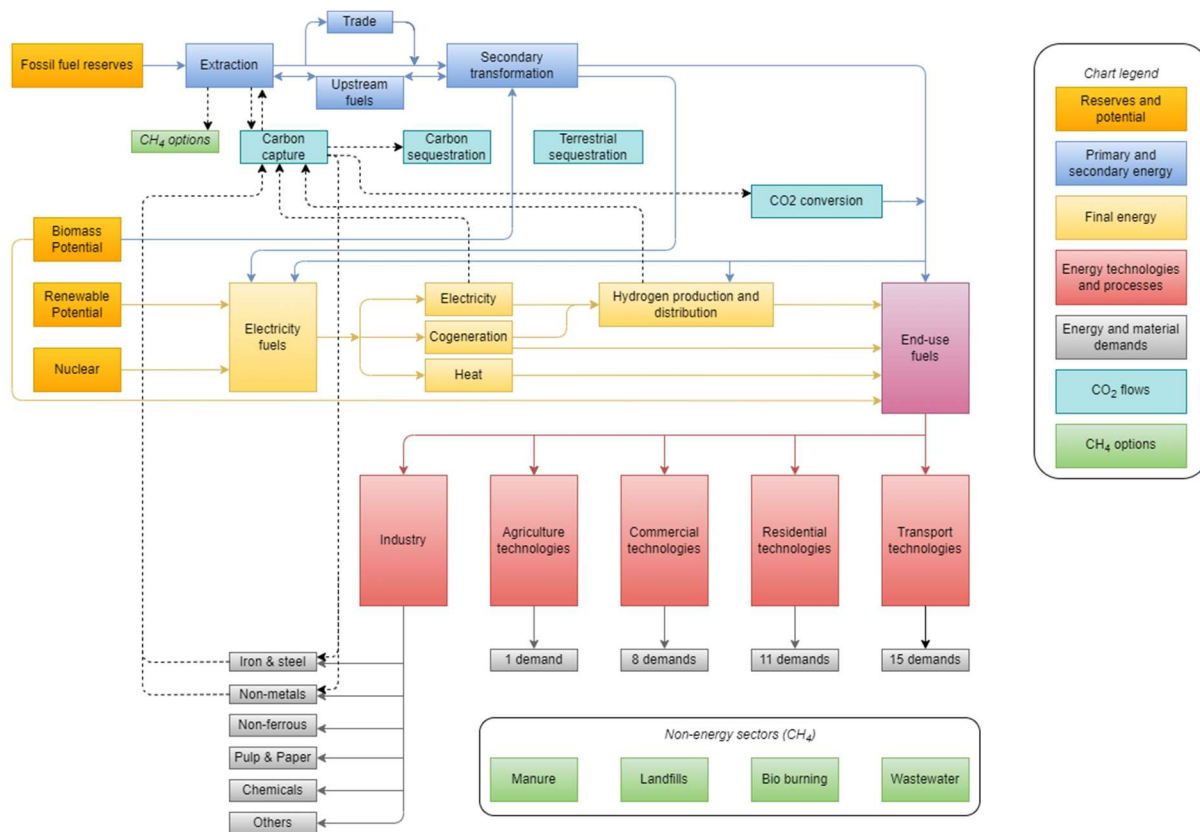 Trade
Fossil fuel reserves
Extraction
Upstream
fuels
Secondary
transformation
CH₄ options
Carbon
capture
Carbon
sequestration
Terrestrial
sequestration
CO2 conversion
Biomass
Potential
Renewable
Potential
Nuclear
Electricity
fuels
Electricity
Cogeneration
Heat
Hydrogen production and
distribution
End-use
fuels
Industry
Agriculture
technologies
Commercial
technologies
Residential
technologies
Transport
technologies
1 demand
8 demands
11 demands
15 demands
Iron & steel
Non-metals
Non-ferrous
Pulp & Paper
Chemicals
Others
Non-energy sectors (CH₄)
Manure
Landfills
Bio burning
Wastewater
Chart legend
Reserves and
potential
Primary and
secondary energy
Final energy
Energy technologies
and processes
Energy and material
demands
CO₂ flows
CH₄ options